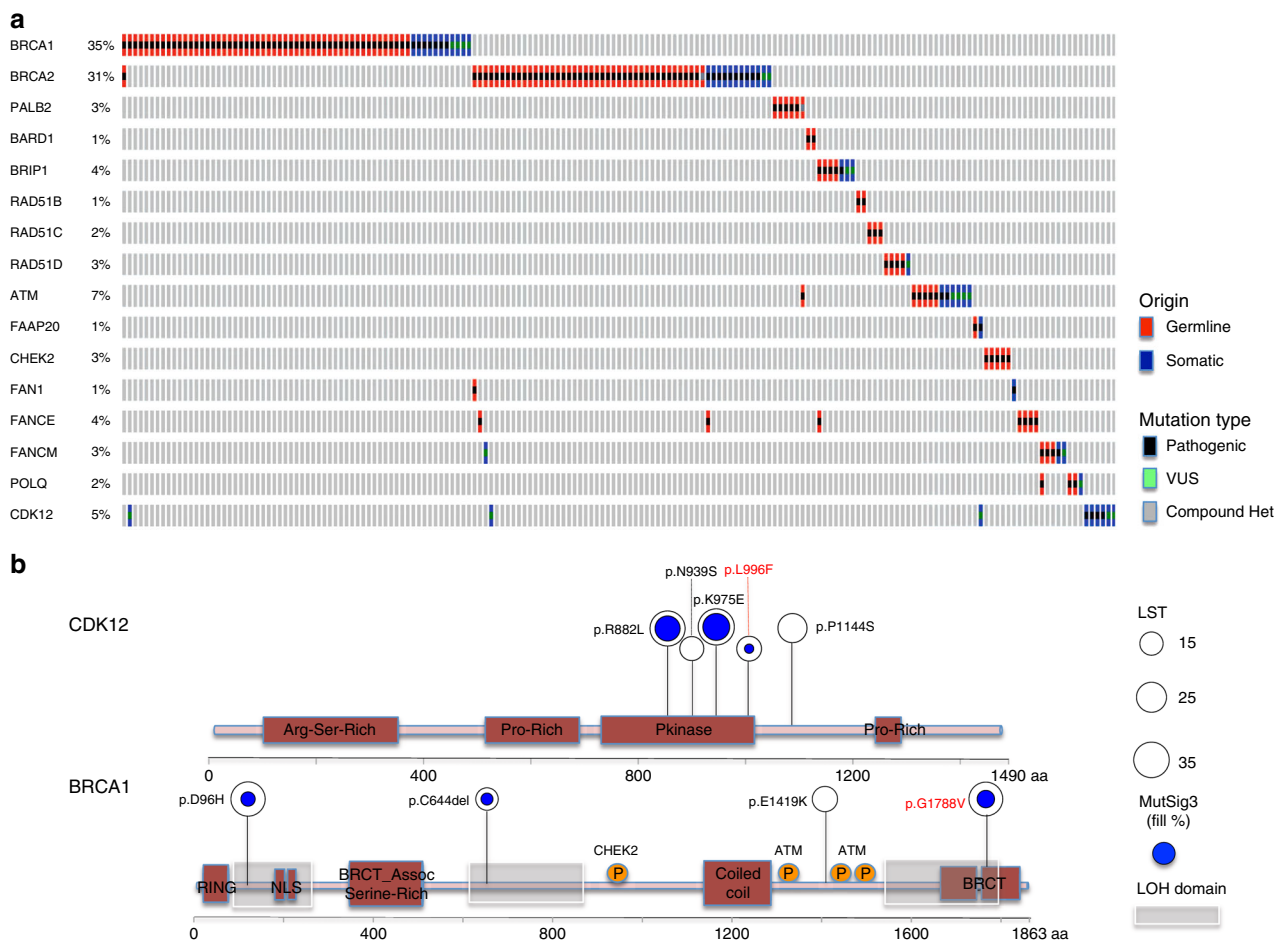 a
BRCA1 35%
BRCA2 31%
PALB2 3%
BARD1 1%
BRIP1 4%
RAD51B 1%
RAD51C 2%
RAD51D 3%
ATM 7%
FAAP20 1%
CHEK2 3%
FAN1 1%
FANCE 4%
FANCM 3%
POLQ 2%
CDK12 5%
Origin
Germline
Somatic
Mutation type
Pathogenic
VUS
Compound Het
b
CDK12
p.N939S p.L996F
p.K975E
p.R882L
p.P1144S
Arg-Ser-Rich Pro-Rich Pkinase Pro-Rich
0 400 800 1200 1490 aa
BRCA1
p.D96H p.C644del p.E1419K p.G1788V
CHEK2 ATM ATM
P P P P
RING NLS BRCT_Assoc Serine-Rich Coiled coil BRCT
0 400 800 1200 1600 1863 aa
LST
15
25
35
MutSig3
(fill %)
LOH domain